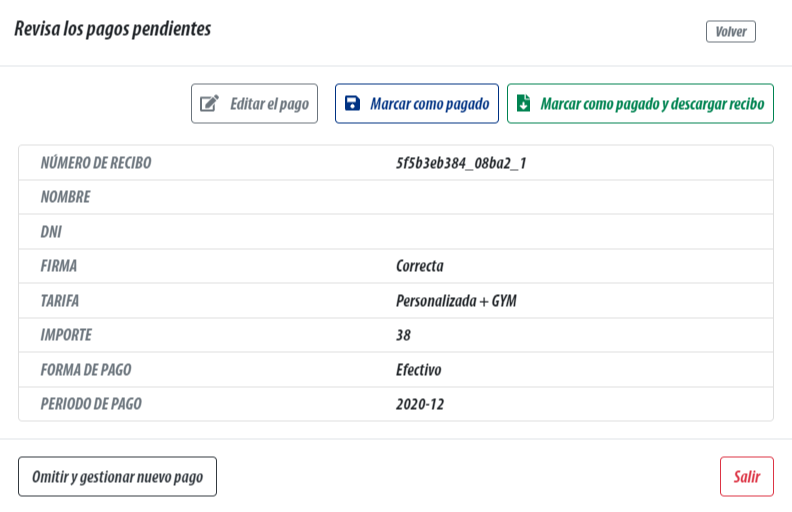 Revisa los pagos pendientes
Volver
Editar el pago
Marcar como pagado
Marcar como pagado y descargar recibo
NÚMERO DE RECIBO 5f5b3eb384_08ba2_1
NOMBRE
DNI
FIRMA Correcta
TARIFA Personalizada + GYM
IMPORTE 38
FORMA DE PAGO Efectivo
PERIODO DE PAGO 2020-12
Omitir y gestionar nuevo pago
Salir